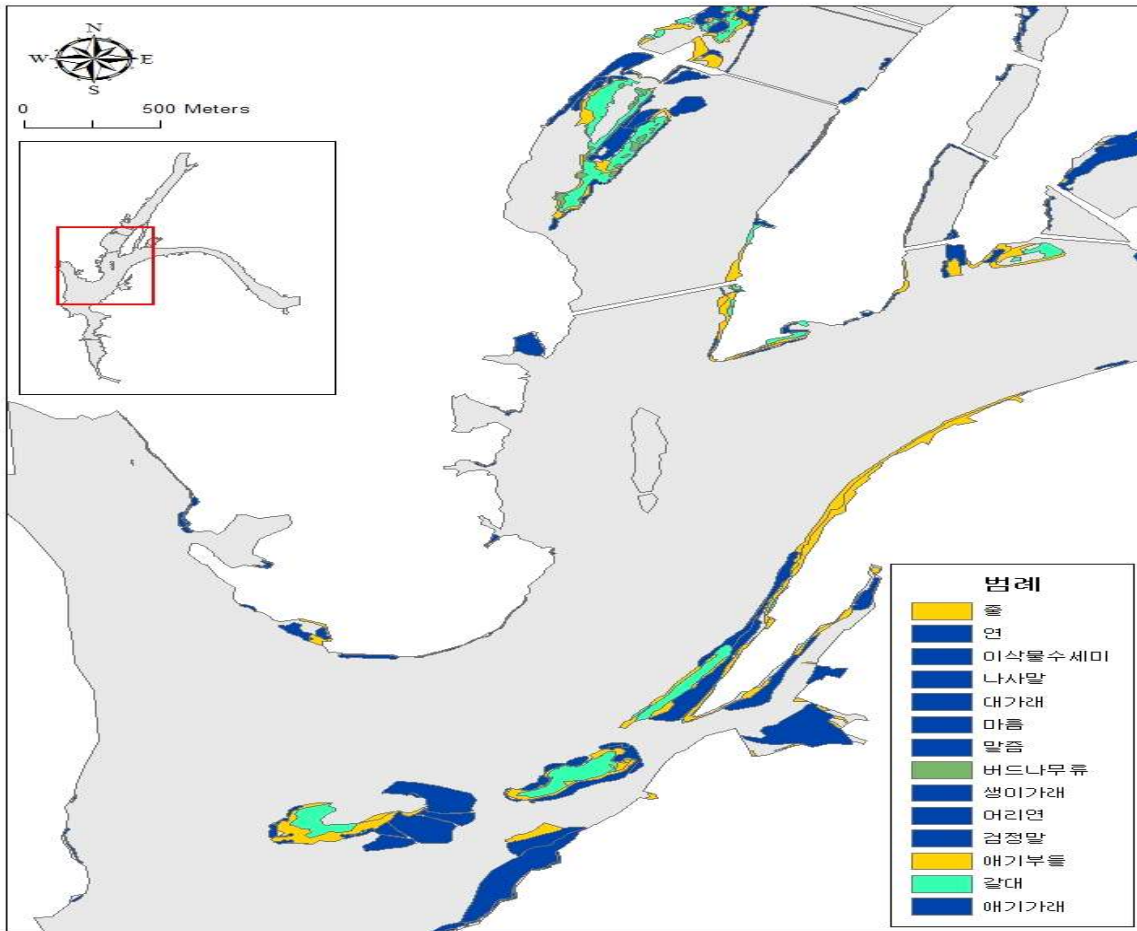 N
W E
S
0 500 Meters
범례
줄
연
이삭물수세미
나사말
대가래
마름
말즘
버드나무류
생이가래
어리연
검정말
애기부들
갈대
애기가래